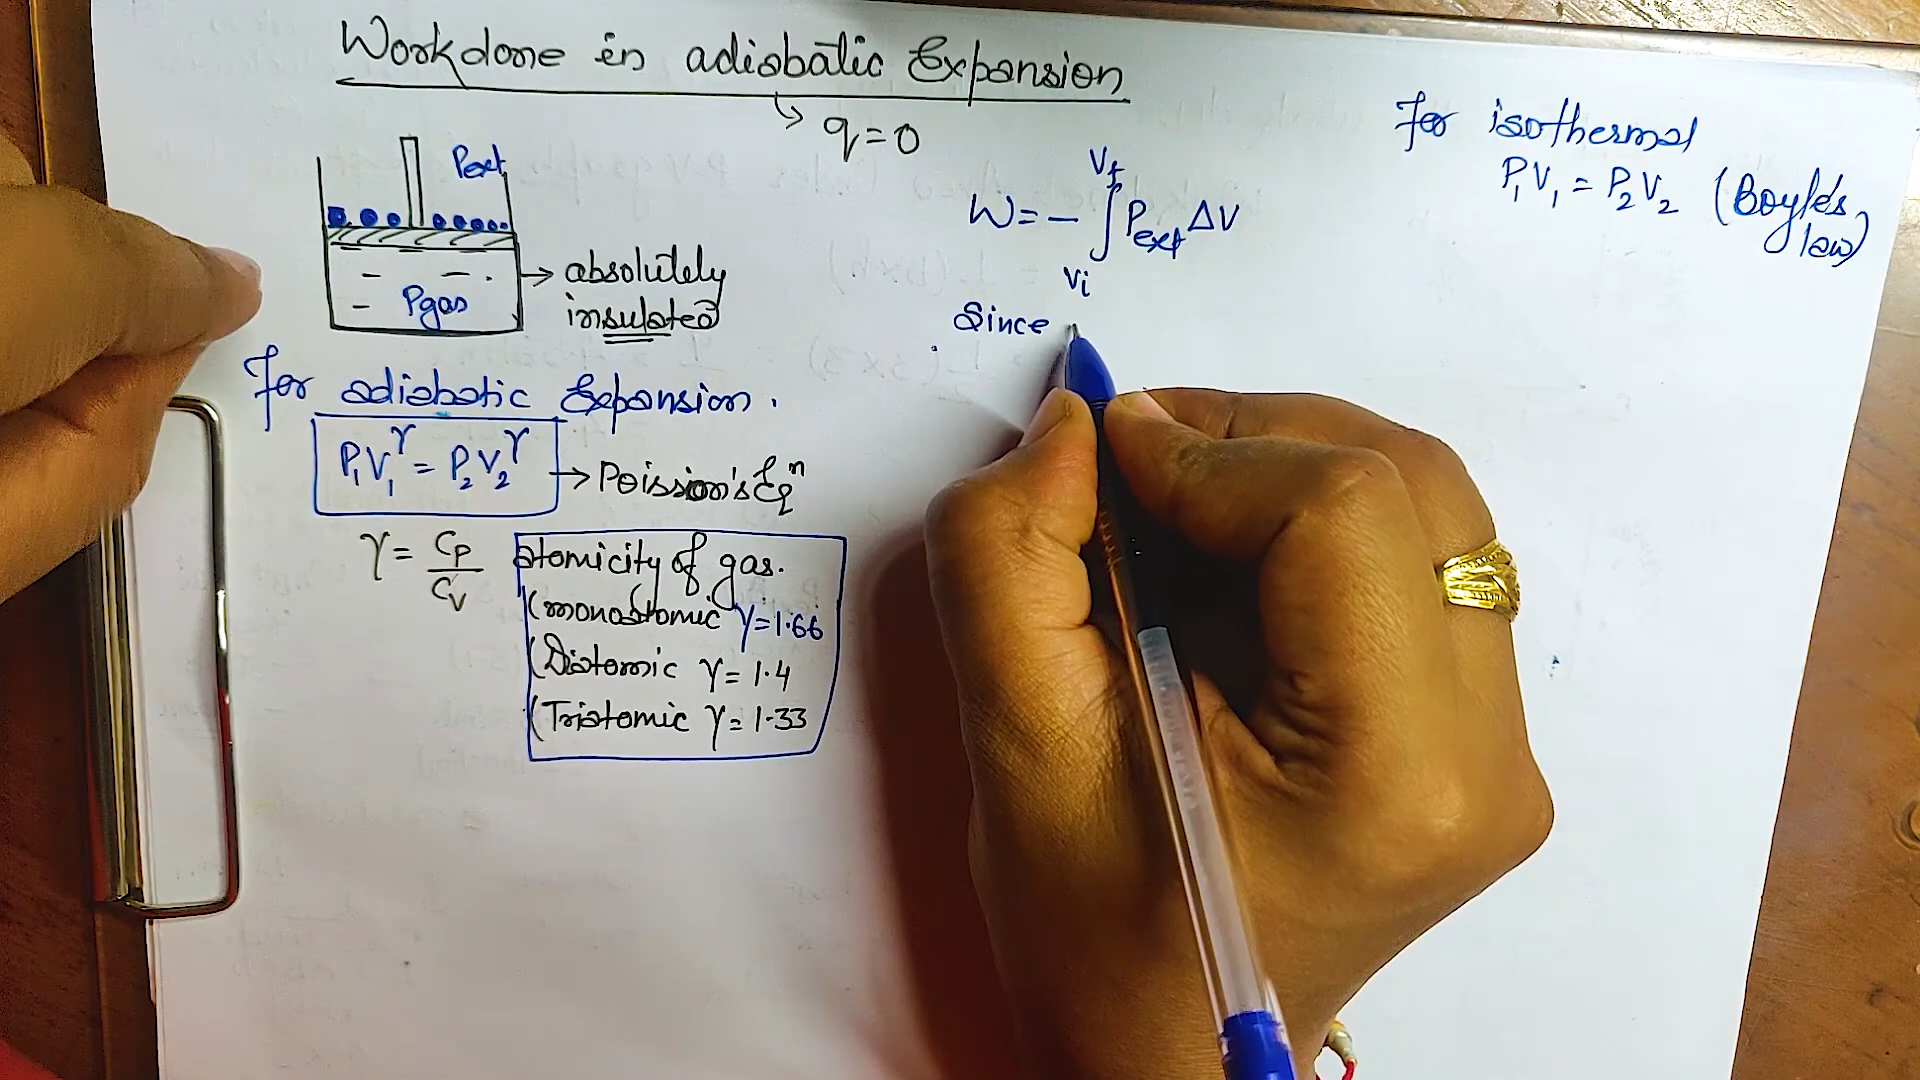 Workdone in adiabatic Expansion
q=0
Pext
Pgas
absolutely
insulated
For adiabatic Expansion.
P₁V₁^γ = P₂V₂^γ → Poission's Eqⁿ
γ = Cp/Cv
atomicity of gas.
(monoatomic γ=1.66
(Diatomic γ= 1.4
(Triatomic γ= 1.33
W= − ∫ Pext ΔV
Vf
Vi
Since
For isothermal
P₁V₁ = P₂V₂ (Boyle's
law)